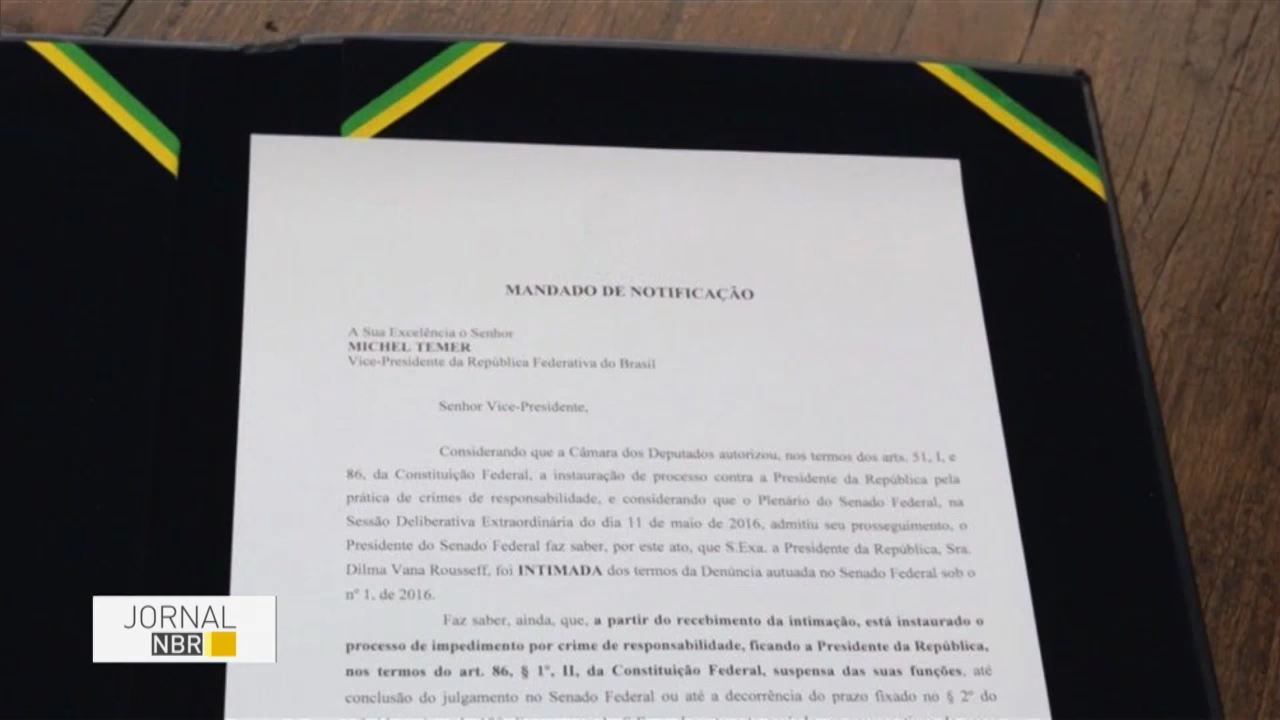 MANDADO DE NOTIFICAÇÃO
A Sua Excelência o Senhor
MICHEL TEMER
Vice-Presidente da República Federativa do Brasil
Senhor Vice-Presidente,
Considerando que a Câmara dos Deputados autorizou, nos termos dos arts. 51, I, e
86, da Constituição Federal, a instauração de processo contra a Presidente da República pela
prática de crimes de responsabilidade, e considerando que o Plenário do Senado Federal, na
Sessão Deliberativa Extraordinária do dia 11 de maio de 2016, admitiu seu prosseguimento, o
Presidente do Senado Federal faz saber, por este ato, que S.Exa. a Presidente da República, Sra.
Dilma Vana Rousseff, foi INTIMADA dos termos da Denúncia autuada no Senado Federal sob o
nº 1, de 2016.
Faz saber, ainda, que, a partir do recebimento da intimação, está instaurado o
processo de impedimento por crime de responsabilidade, ficando a Presidente da República,
nos termos do art. 86, § 1º, II, da Constituição Federal, suspensa das suas funções, até
conclusão do julgamento no Senado Federal ou até a decorrência do prazo fixado no § 2º do
JORNAL
NBR